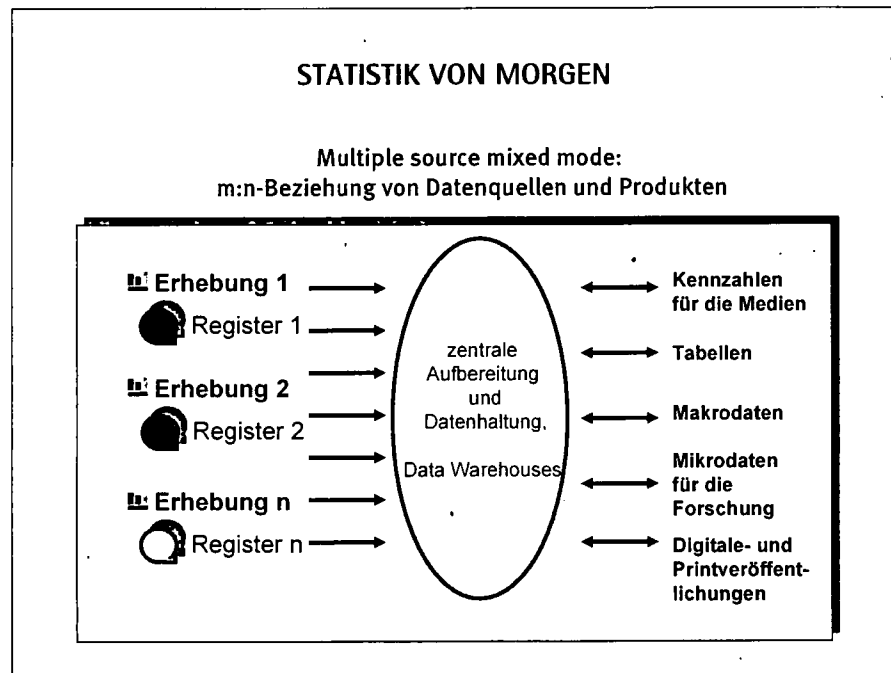 STATISTIK VON MORGEN
Multiple source mixed mode:
m:n-Beziehung von Datenquellen und Produkten
Erhebung 1
Register 1
Erhebung 2
Register 2
Erhebung n
Register n
zentrale
Aufbereitung
und
Datenhaltung,
Data Warehouses
Kennzahlen
für die Medien
Tabellen
Makrodaten
Mikrodaten
für die
Forschung
Digitale- und
Printveröffent-
lichungen